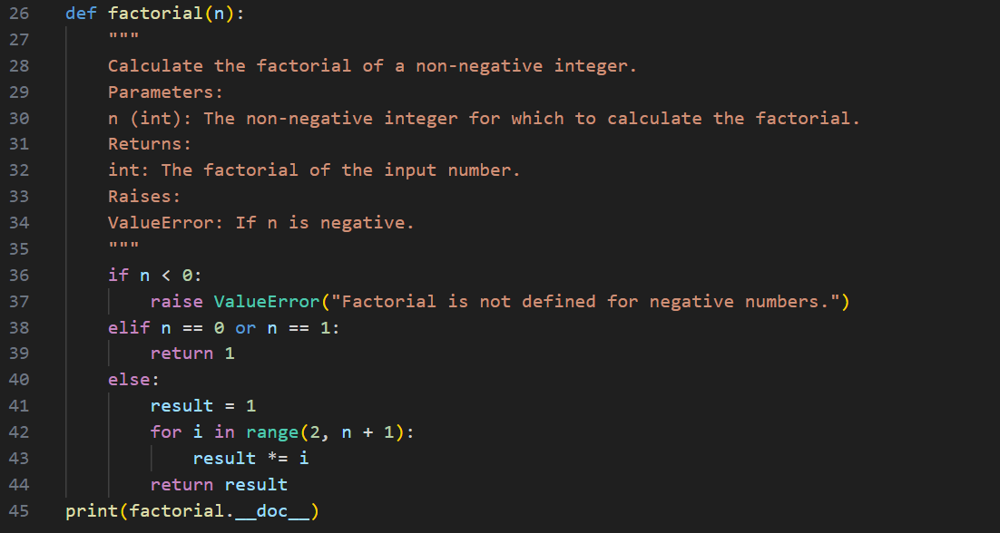 26 def factorial(n):
27     """
28     Calculate the factorial of a non-negative integer.
29     Parameters:
30     n (int): The non-negative integer for which to calculate the factorial.
31     Returns:
32     int: The factorial of the input number.
33     Raises:
34     ValueError: If n is negative.
35     """
36     if n < 0:
37         raise ValueError("Factorial is not defined for negative numbers.")
38     elif n == 0 or n == 1:
39         return 1
40     else:
41         result = 1
42         for i in range(2, n + 1):
43             result *= i
44         return result
45 print(factorial.__doc__)